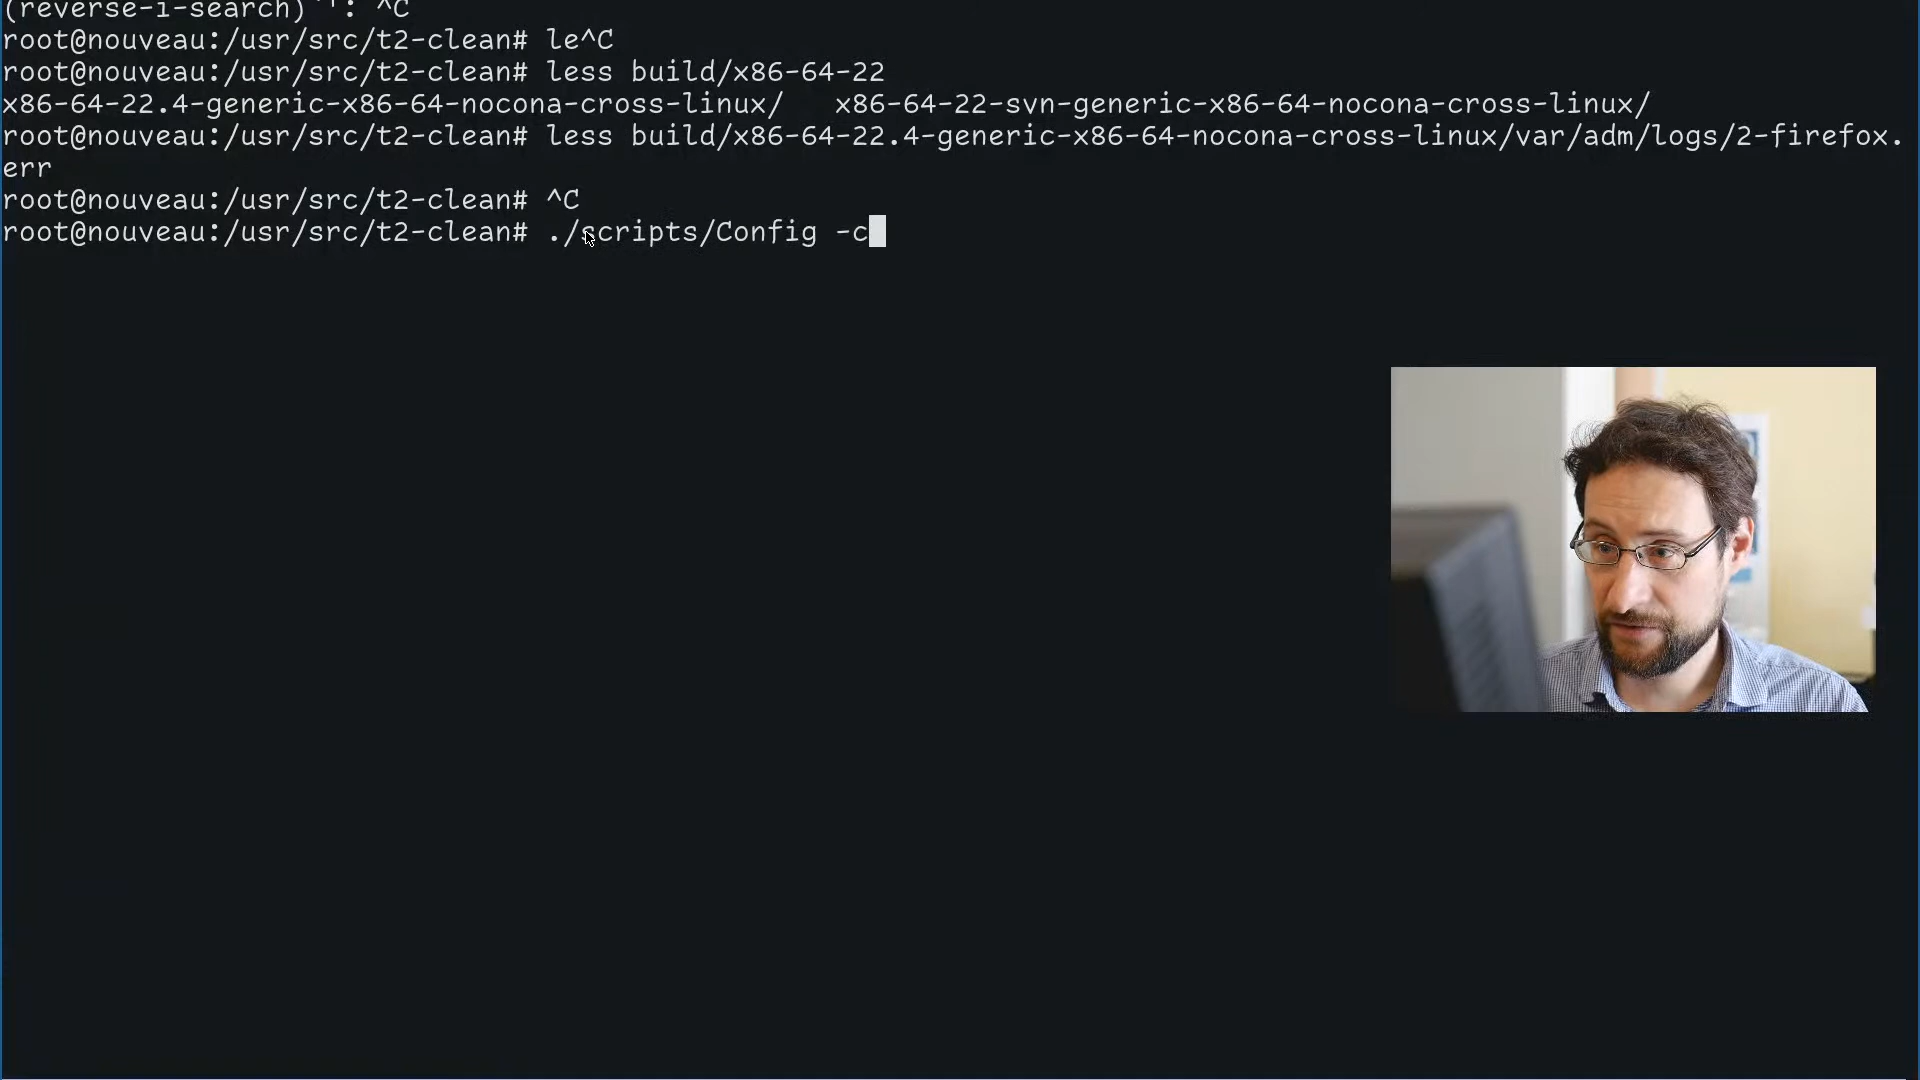 (reverse-i-search)`': ^C
root@nouveau:/usr/src/t2-clean# le^C
root@nouveau:/usr/src/t2-clean# less build/x86-64-22
x86-64-22.4-generic-x86-64-nocona-cross-linux/   x86-64-22-svn-generic-x86-64-nocona-cross-linux/
root@nouveau:/usr/src/t2-clean# less build/x86-64-22.4-generic-x86-64-nocona-cross-linux/var/adm/logs/2-firefox.
err
root@nouveau:/usr/src/t2-clean# ^C
root@nouveau:/usr/src/t2-clean# ./scripts/Config -c